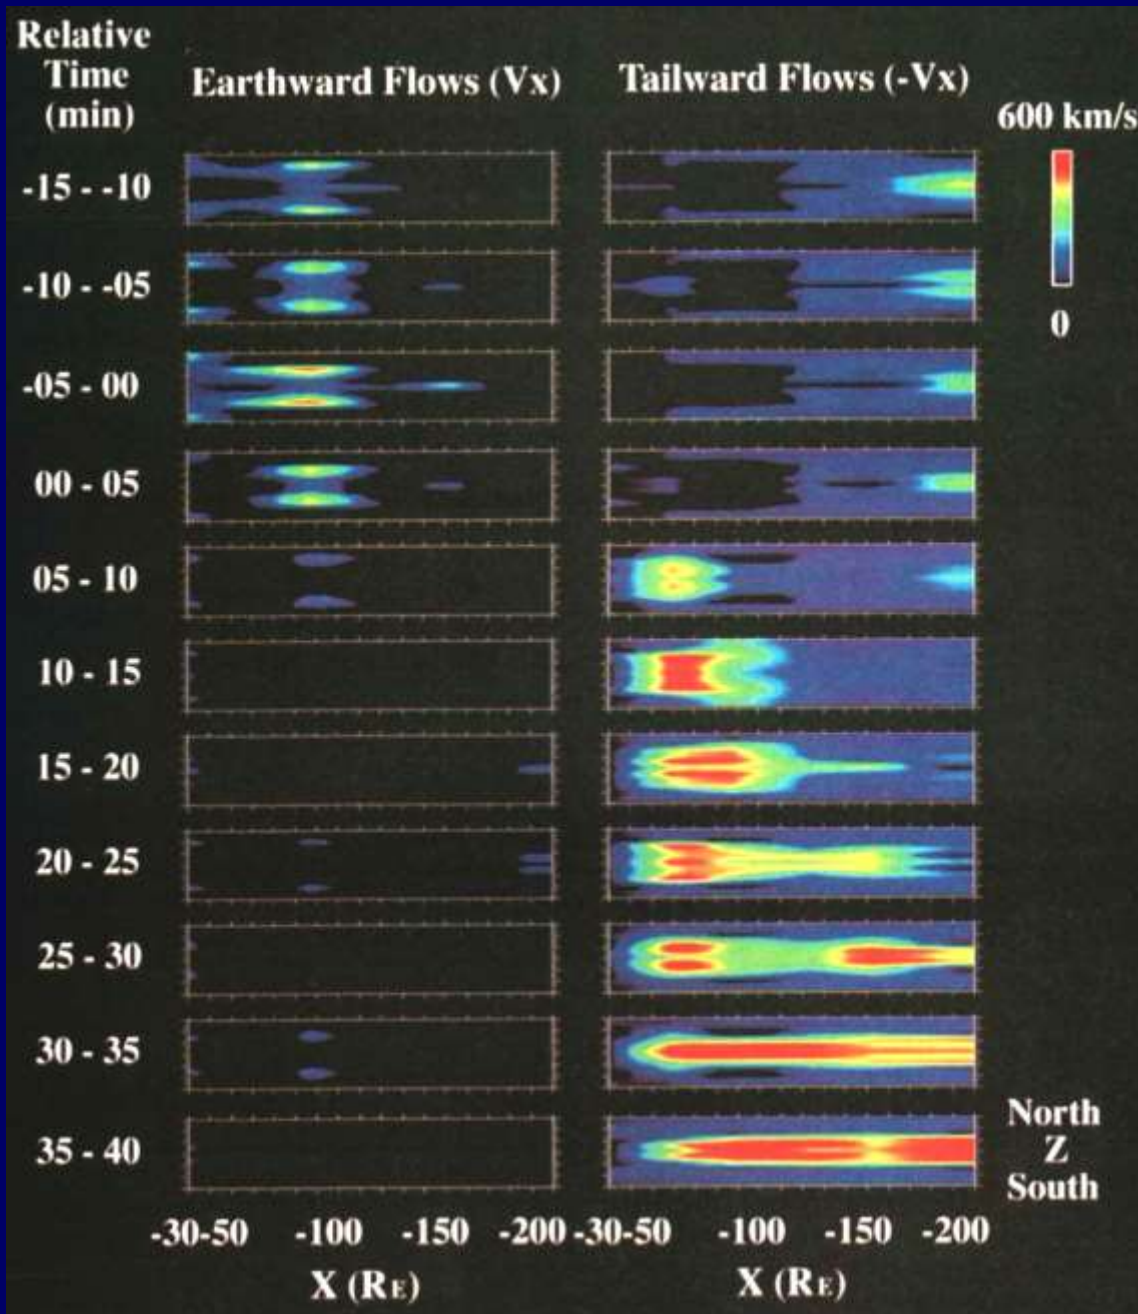 Relative
Time
(min)
Earthward Flows (Vx)
Tailward Flows (-Vx)
600 km/s
0
-15 - -10
-10 - -05
-05 - 00
00 - 05
05 - 10
10 - 15
15 - 20
20 - 25
25 - 30
30 - 35
35 - 40
North
Z
South
-30-50 -100 -150 -200 -30-50 -100 -150 -200
X (RE) X (RE)